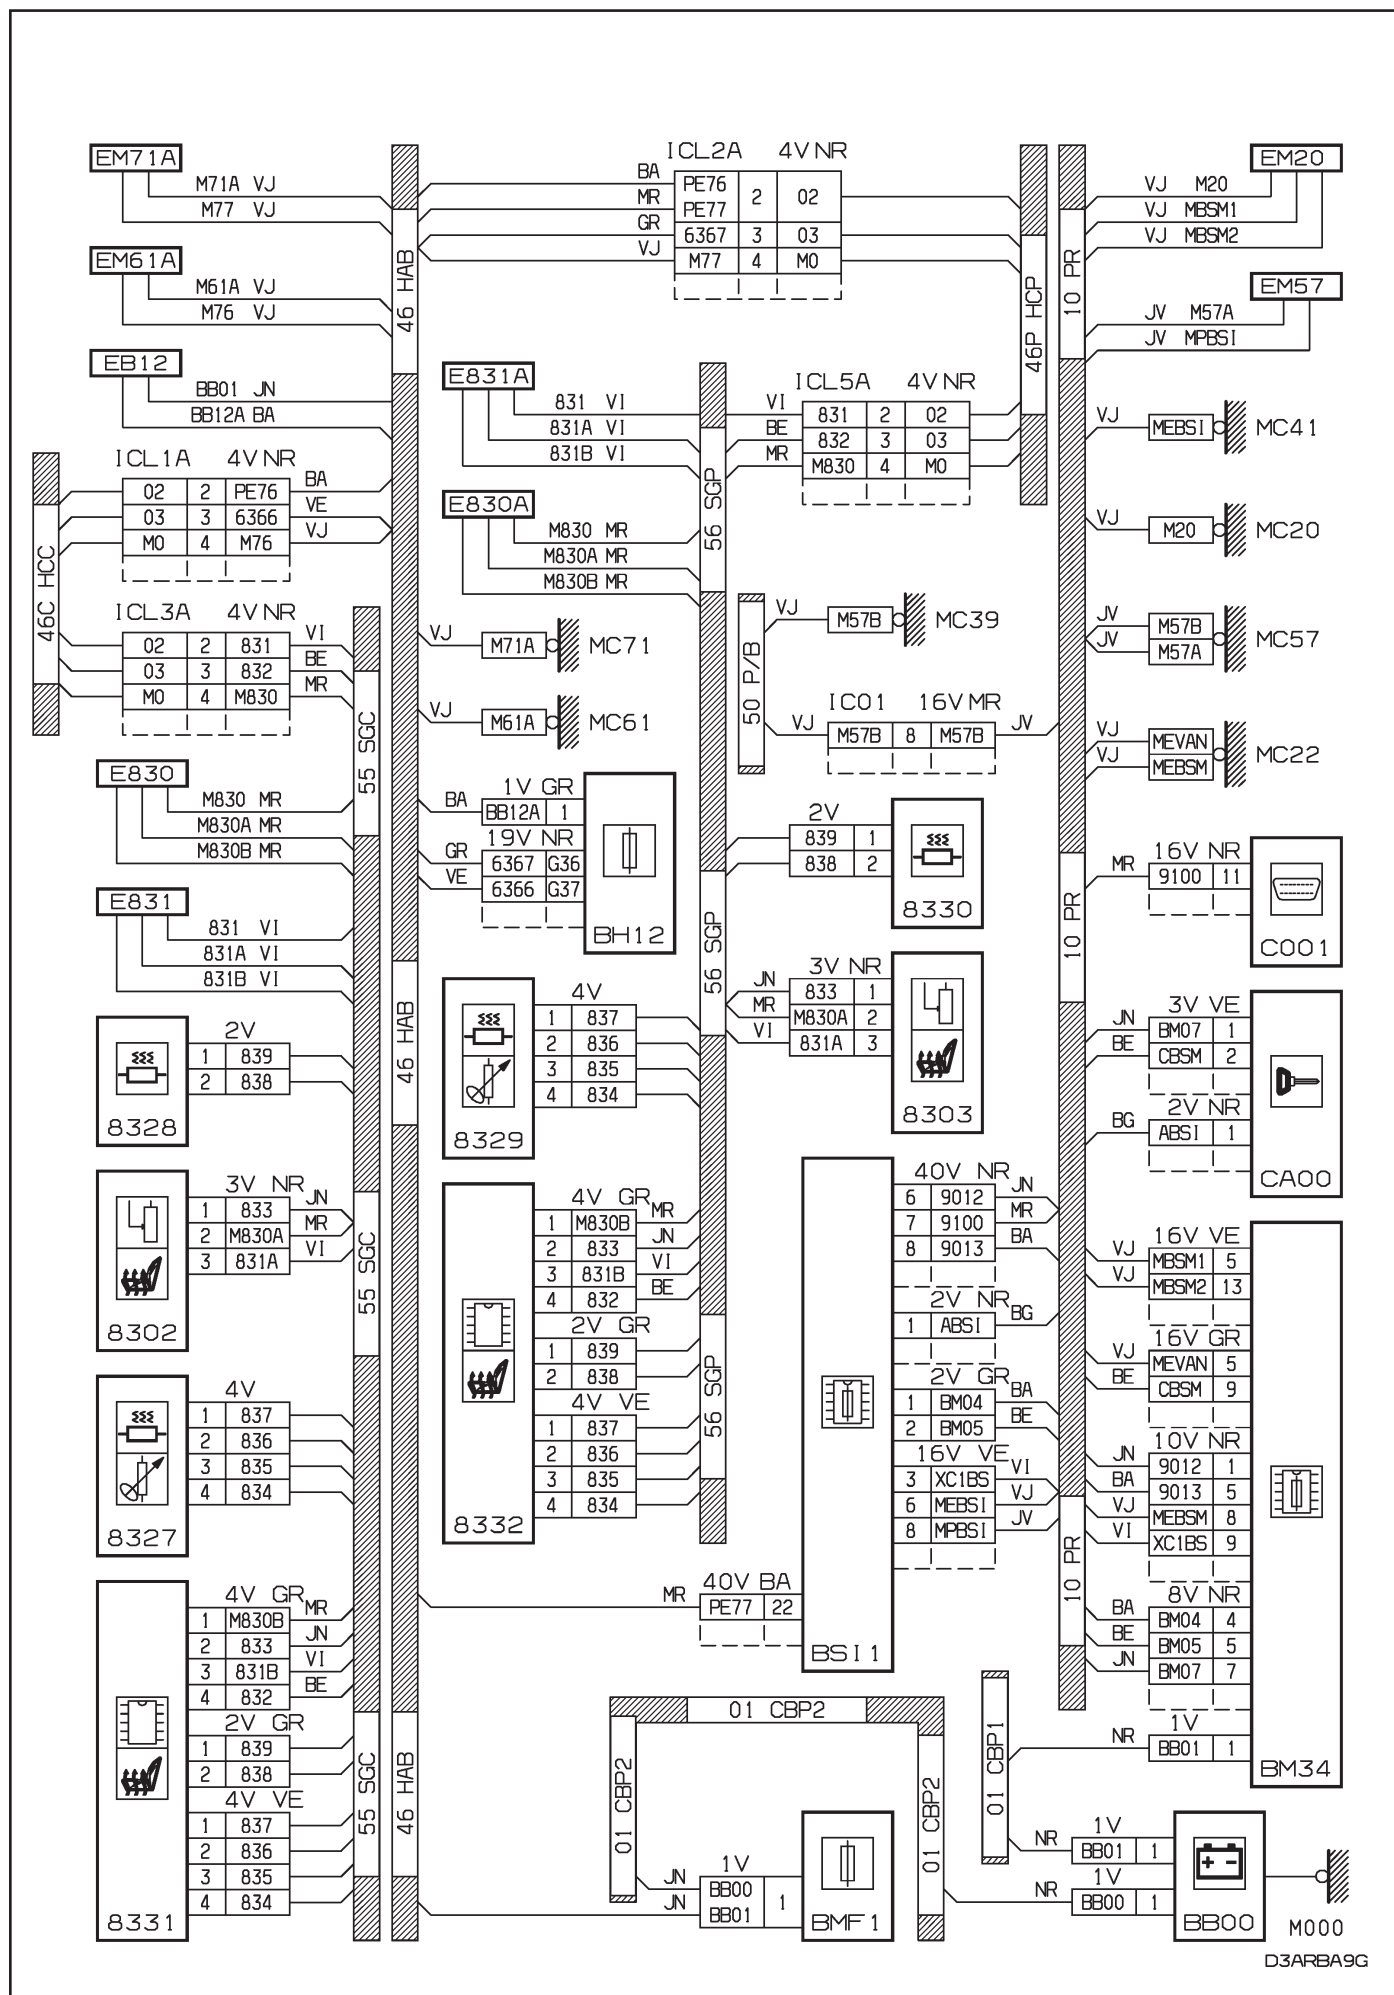 EM71A
M71A VJ
M77 VJ
EM61A
M61A VJ
M76 VJ
EB12
BB01 JN
BB12A BA
ICL1A 4V NR
02 2 PE76 BA
03 3 6366 VE
M0 4 M76 VJ
46C HCC
ICL3A 4V NR
02 2 831 VI
03 3 832 BE
M0 4 M830 MR
E830
M830 MR
M830A MR
M830B MR
E831
831 VI
831A VI
831B VI
2V
1 839
2 838
8328
3V NR
1 833 JN
2 M830A MR
3 831A VI
8302
4V
1 837
2 836
3 835
4 834
8327
4V GR
1 M830B MR
2 833 JN
3 831B VI
4 832 BE
2V GR
1 839
2 838
4V VE
1 837
2 836
3 835
4 834
8331
55 SGC
55 SGC
55 SGC
46 HAB
46 HAB
46 HAB
ICL2A 4V NR
BA PE76
MR PE77
2 02
GR 6367 3 03
VJ M77 4 M0
E831A
831 VI
831A VI
831B VI
E830A
M830 MR
M830A MR
M830B MR
VJ M71A MC71
VJ M61A MC61
1V GR
BA BB12A 1
19V NR
GR 6367 G36
VE 6366 G37
BH12
4V
1 837
2 836
3 835
4 834
8329
4V GR
1 M830B MR
2 833 JN
3 831B VI
4 832 BE
2V GR
1 839
2 838
4V VE
1 837
2 836
3 835
4 834
8332
56 SGP
56 SGP
56 SGP
ICL5A 4V NR
VI 831 2 02
BE 832 3 03
MR M830 4 M0
46P HCP
50 P/B
VJ M57B MC39
IC01 16V MR
VJ M57B 8 M57B JV
2V
839 1
838 2
8330
3V NR
JN 833 1
MR M830A 2
VI 831A 3
8303
40V NR
6 9012 JN
7 9100 MR
8 9013 BA
2V NR
1 ABSI BG
2V GR
1 BM04 BA
2 BM05 BE
16V VE
3 XC1BS VI
6 MEBSI VJ
8 MPBSI JV
40V BA
MR PE77 22
BSI1
10 PR
10 PR
10 PR
EM20
VJ M20
VJ MBSM1
VJ MBSM2
EM57
JV M57A
JV MPBSI
VJ MEBSI MC41
VJ M20 MC20
JV M57B
JV M57A
MC57
VJ MEVAN
VJ MEBSM
MC22
16V NR
MR 9100 11
C001
3V VE
JN BM07 1
BE CBSM 2
2V NR
BG ABSI 1
CA00
16V VE
VJ MBSM1 5
VJ MBSM2 13
16V GR
VJ MEVAN 5
BE CBSM 9
10V NR
JN 9012 1
BA 9013 5
VJ MEBSM 8
VI XC1BS 9
8V NR
BA BM04 4
BE BM05 5
JN BM07 7
1V
NR BB01 1
BM34
01 CBP2
01 CBP2
01 CBP2
01 CBP1
1V
JN BB00
JN BB01
1
BMF1
1V
NR BB01 1
1V
NR BB00 1
BB00
M000
D3ARBA9G